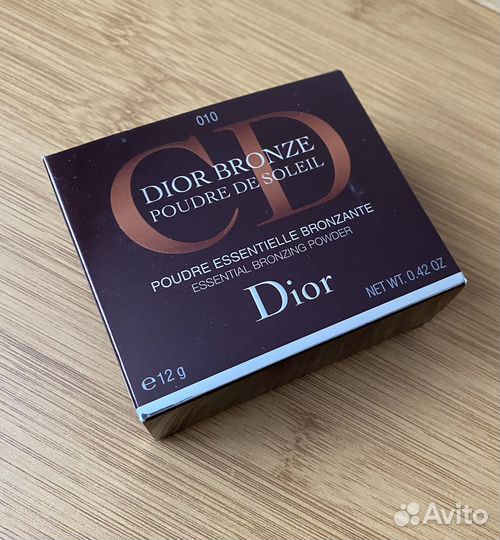 010
CD
DIOR BRONZE
POUDRE DE SOLEIL
POUDRE ESSENTIELLE BRONZANTE
ESSENTIAL BRONZING POWDER
Dior
℮12 g
NET WT. 0.42 OZ
Avito